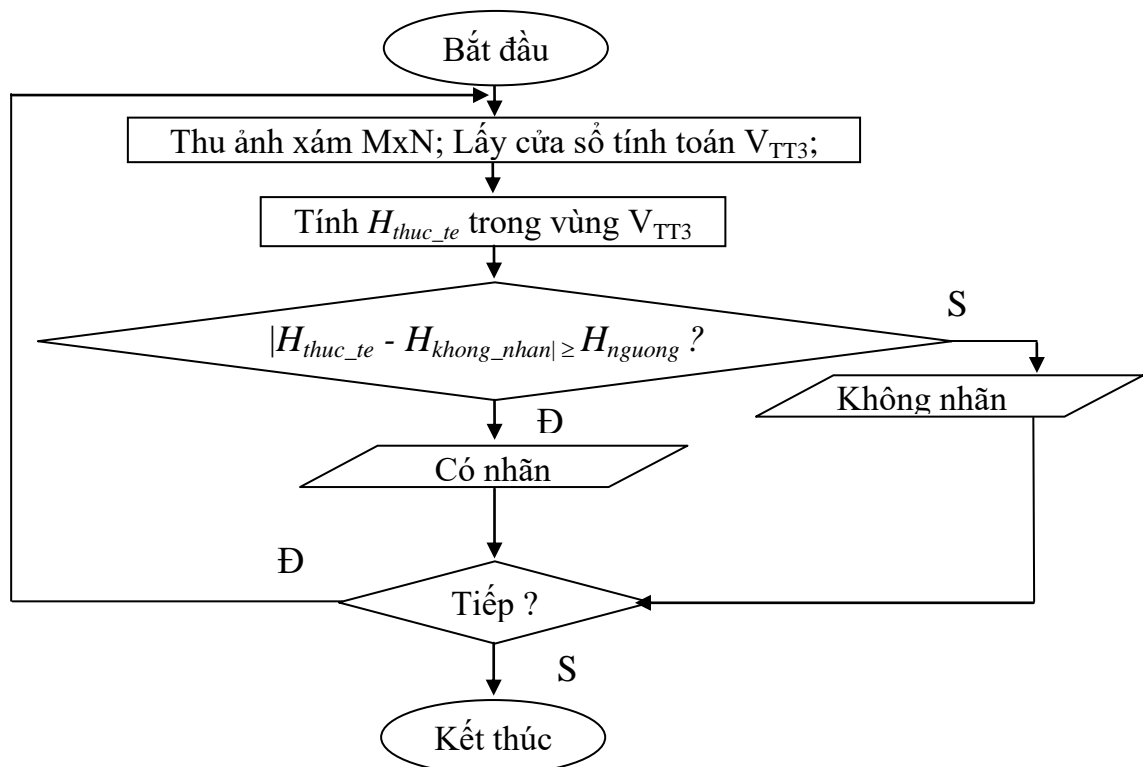 Bắt đầu
Thu ảnh xám MxN; Lấy cửa sổ tính toán V_TT3;
Tính H_thuc_te trong vùng V_TT3
S
|H_thuc_te - H_khong_nhan| ≥ H_nguong ?
Không nhãn
Đ
Có nhãn
Đ
Tiếp ?
S
Kết thúc